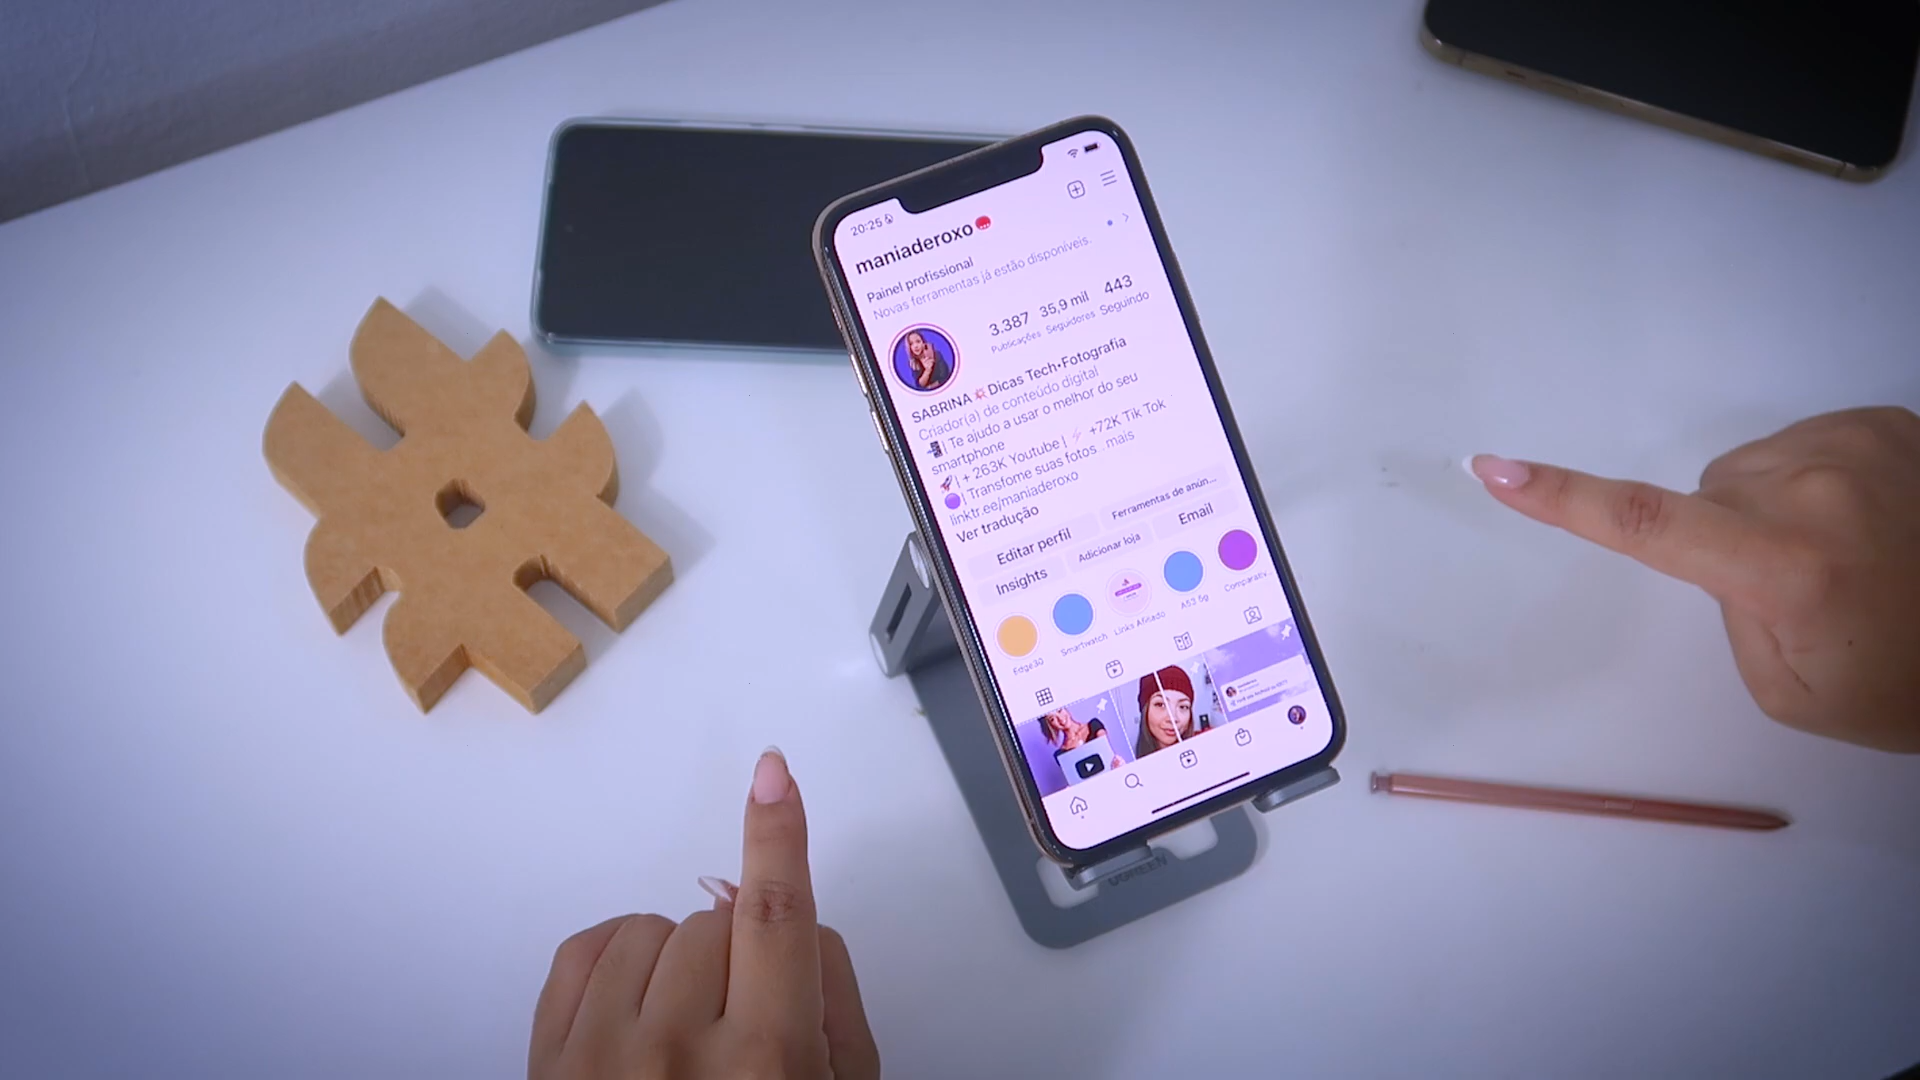 20:25
maniaderoxo
Painel profissional
Novas ferramentas já estão disponíveis.
3.387 35,9 mil 443
Publicações Seguidores Seguindo
SABRINA 💥Dicas Tech•Fotografia
Criador(a) de conteúdo digital
📲| Te ajudo a usar o melhor do seu
smartphone
🚀| + 263K Youtube | ⚡ +72K Tik Tok
🟣| Transfome suas fotos...mais
linktr.ee/maniaderoxo
Ver tradução
Editar perfil
Ferramentas de anún...
Insights
Adicionar loja
Email
Edge30
Smartwatch
Links Afiliado
A53 5g
Comparativ...
UGREEN